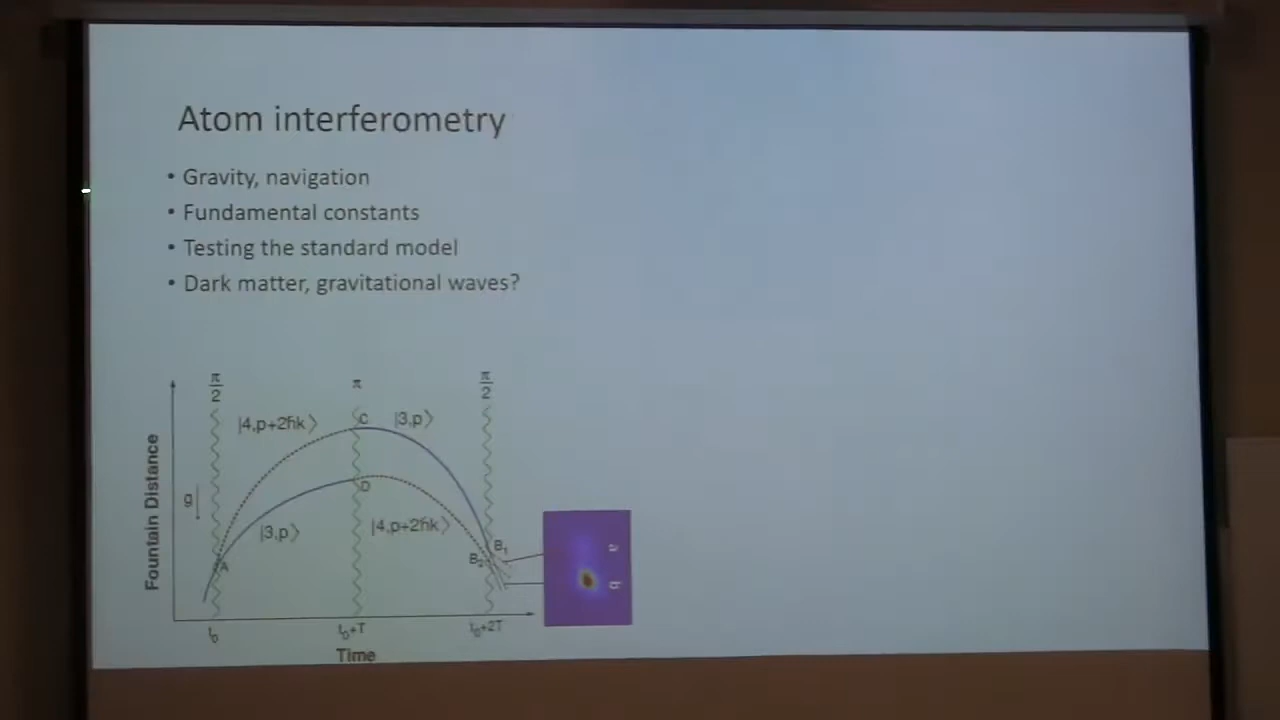 Atom interferometry
• Gravity, navigation
• Fundamental constants
• Testing the standard model
• Dark matter, gravitational waves?
π/2
π
π/2
|4,p+2ħk⟩
C
|3,p⟩
D
g
|3,p⟩
|4,p+2ħk⟩
A
B₁
B₂
a
b
Fountain Distance
t₀
t₀+T
t₀+2T
Time